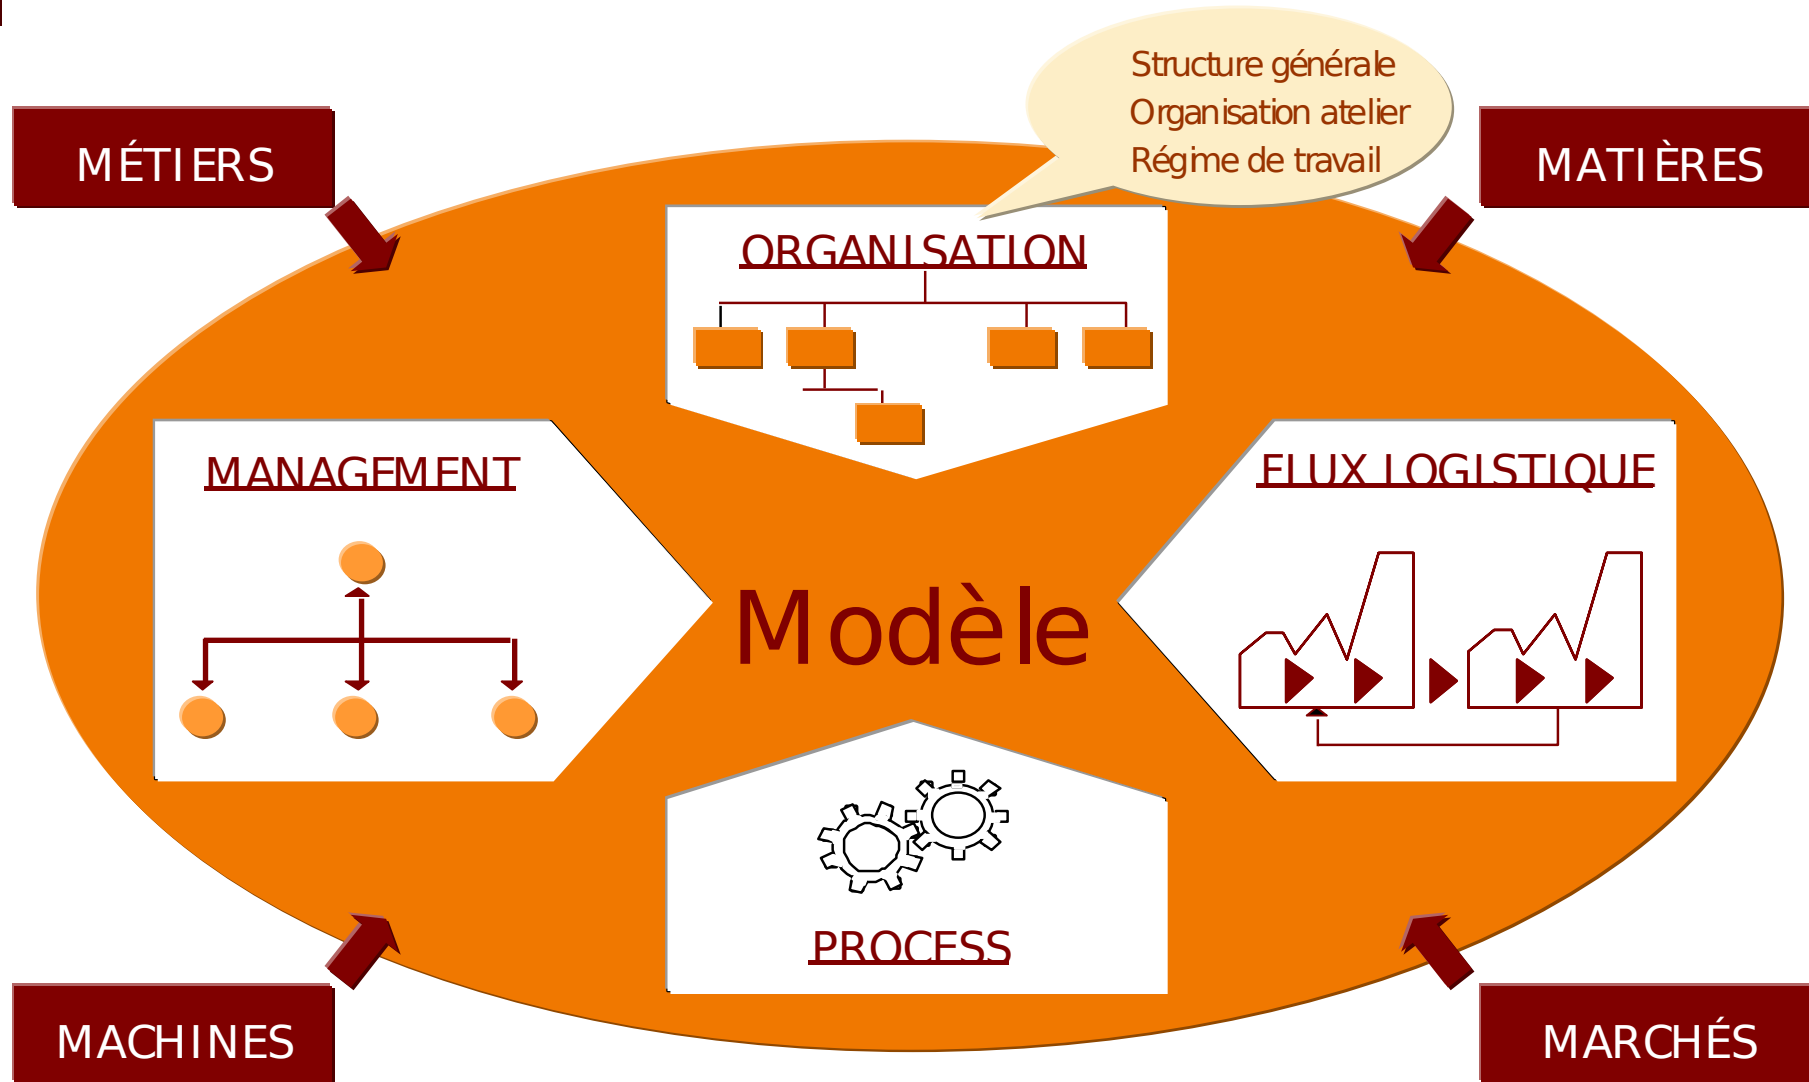 Structure générale
Organisation atelier
Régime de travail
MÉTIERS
MATIÈRES
ORGANISATION
MANAGEMENT
FLUX LOGISTIQUE
Modèle
PROCESS
MACHINES
MARCHÉS